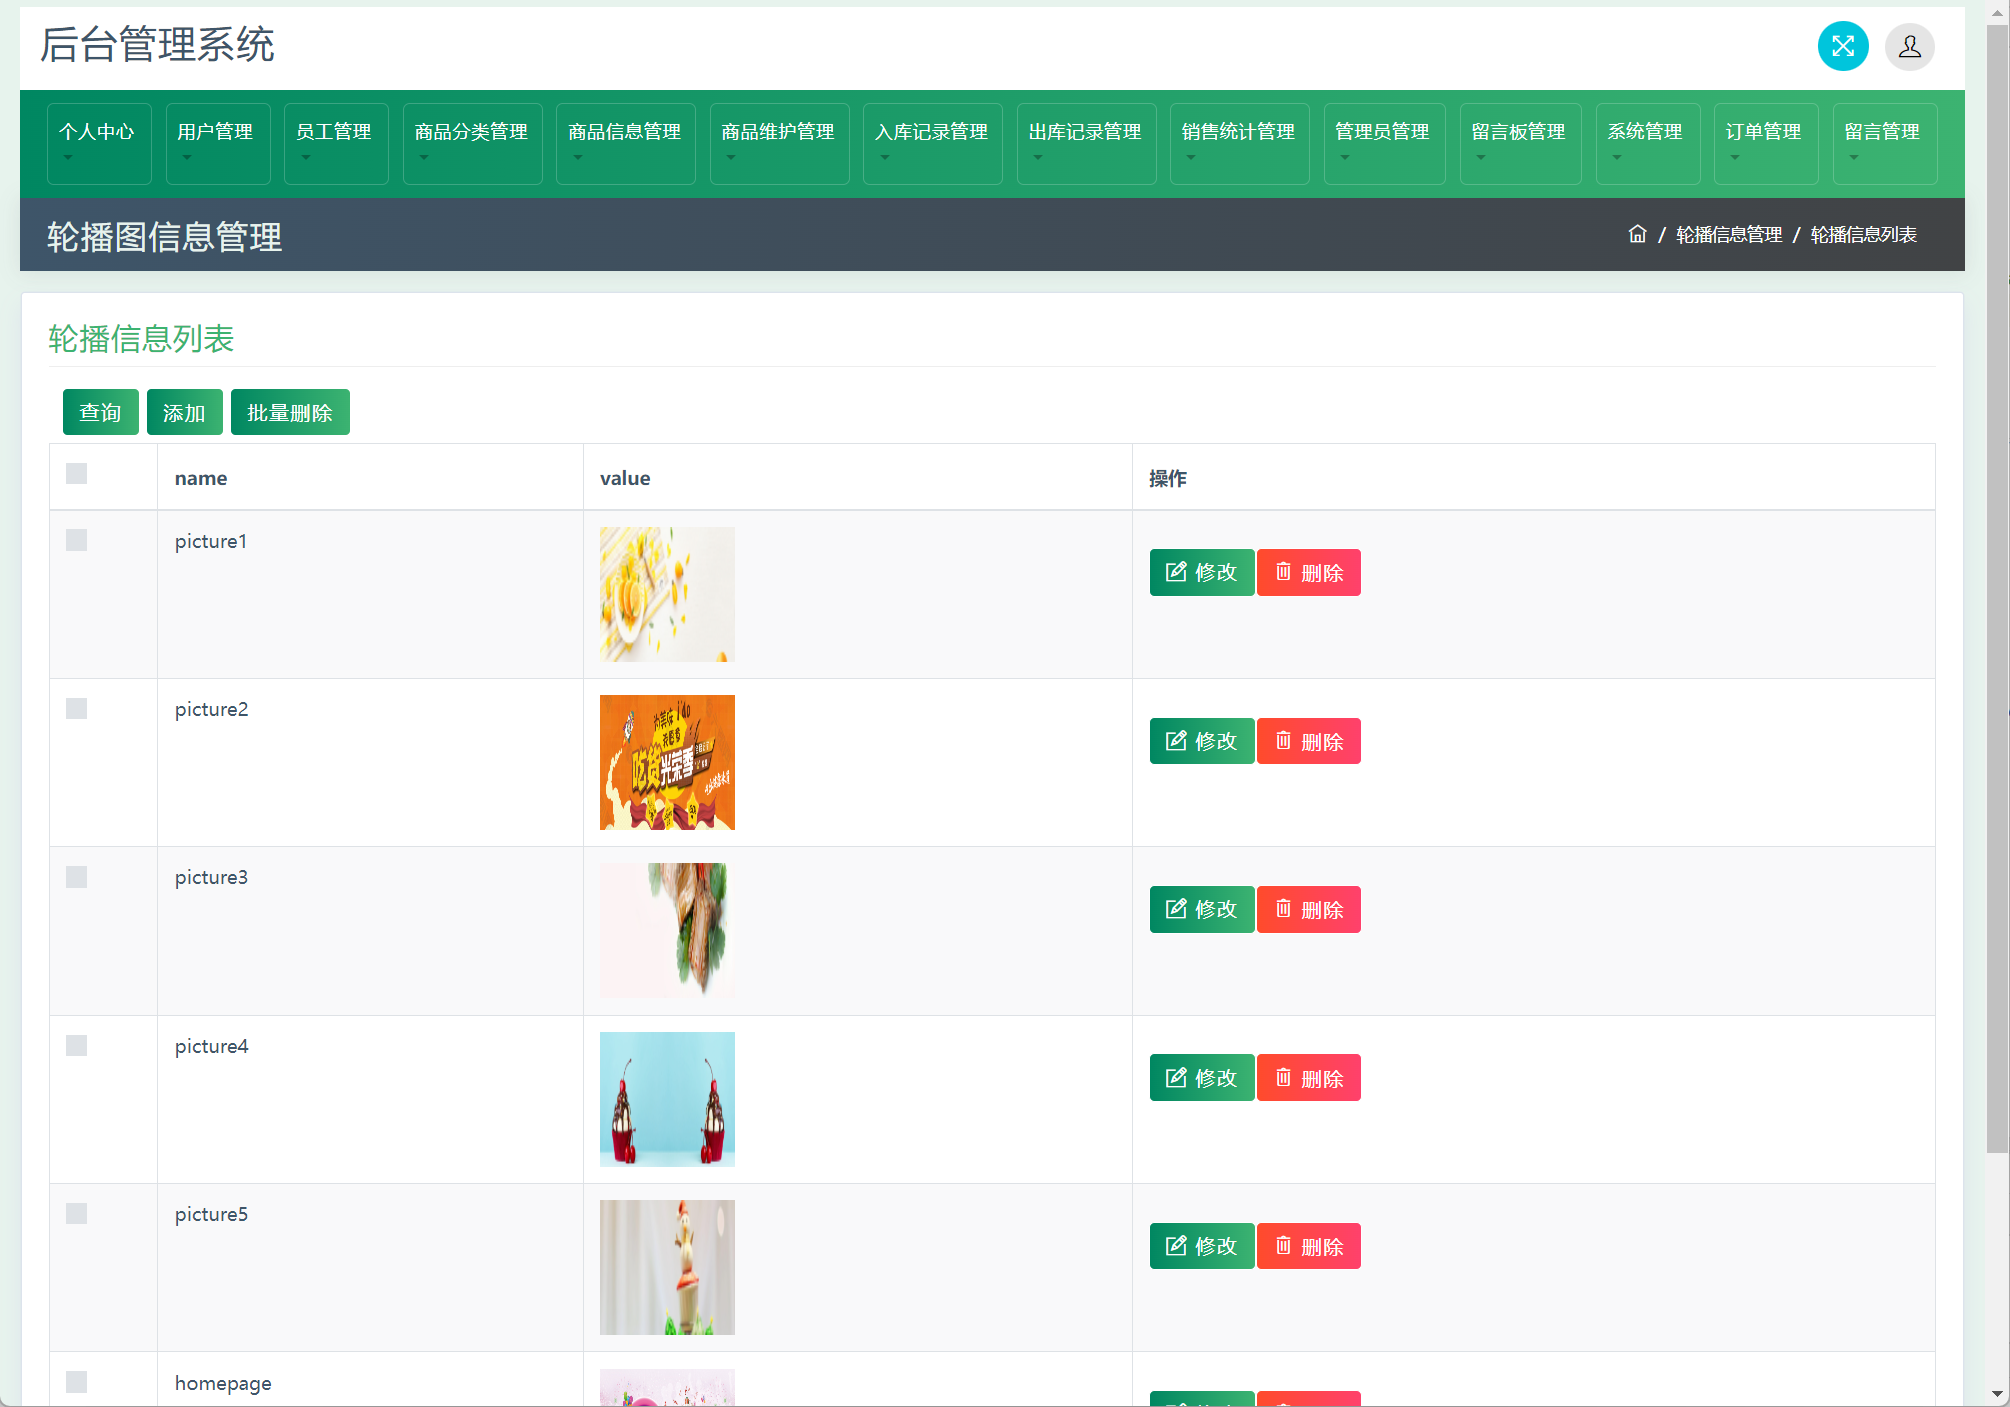 后台管理系统
个人中心 用户管理 员工管理 商品分类管理 商品信息管理 商品维护管理 入库记录管理 出库记录管理 销售统计管理 管理员管理 留言板管理 系统管理 订单管理 留言管理
轮播图信息管理
/ 轮播信息管理 / 轮播信息列表
轮播信息列表
查询 添加 批量删除
name value 操作
picture1 修改 删除
picture2
吃货光荣季
修改 删除
picture3 修改 删除
picture4 修改 删除
picture5 修改 删除
homepage